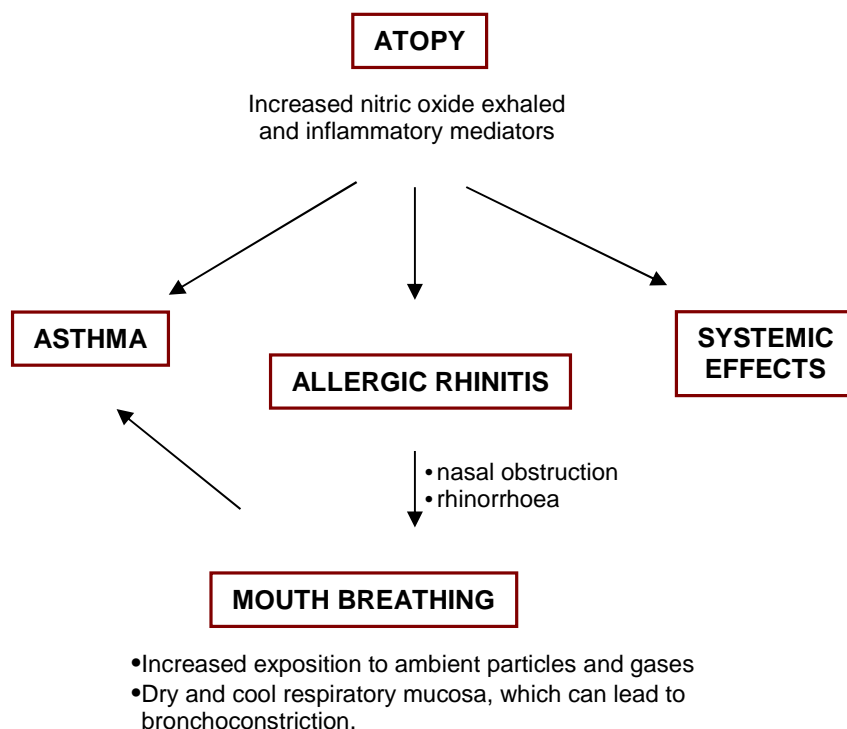 ATOPY
Increased nitric oxide exhaled
and inflammatory mediators
ASTHMA
ALLERGIC RHINITIS
SYSTEMIC
EFFECTS
•nasal obstruction
•rhinorrhoea
MOUTH BREATHING
•Increased exposition to ambient particles and gases
•Dry and cool respiratory mucosa, which can lead to
bronchoconstriction.